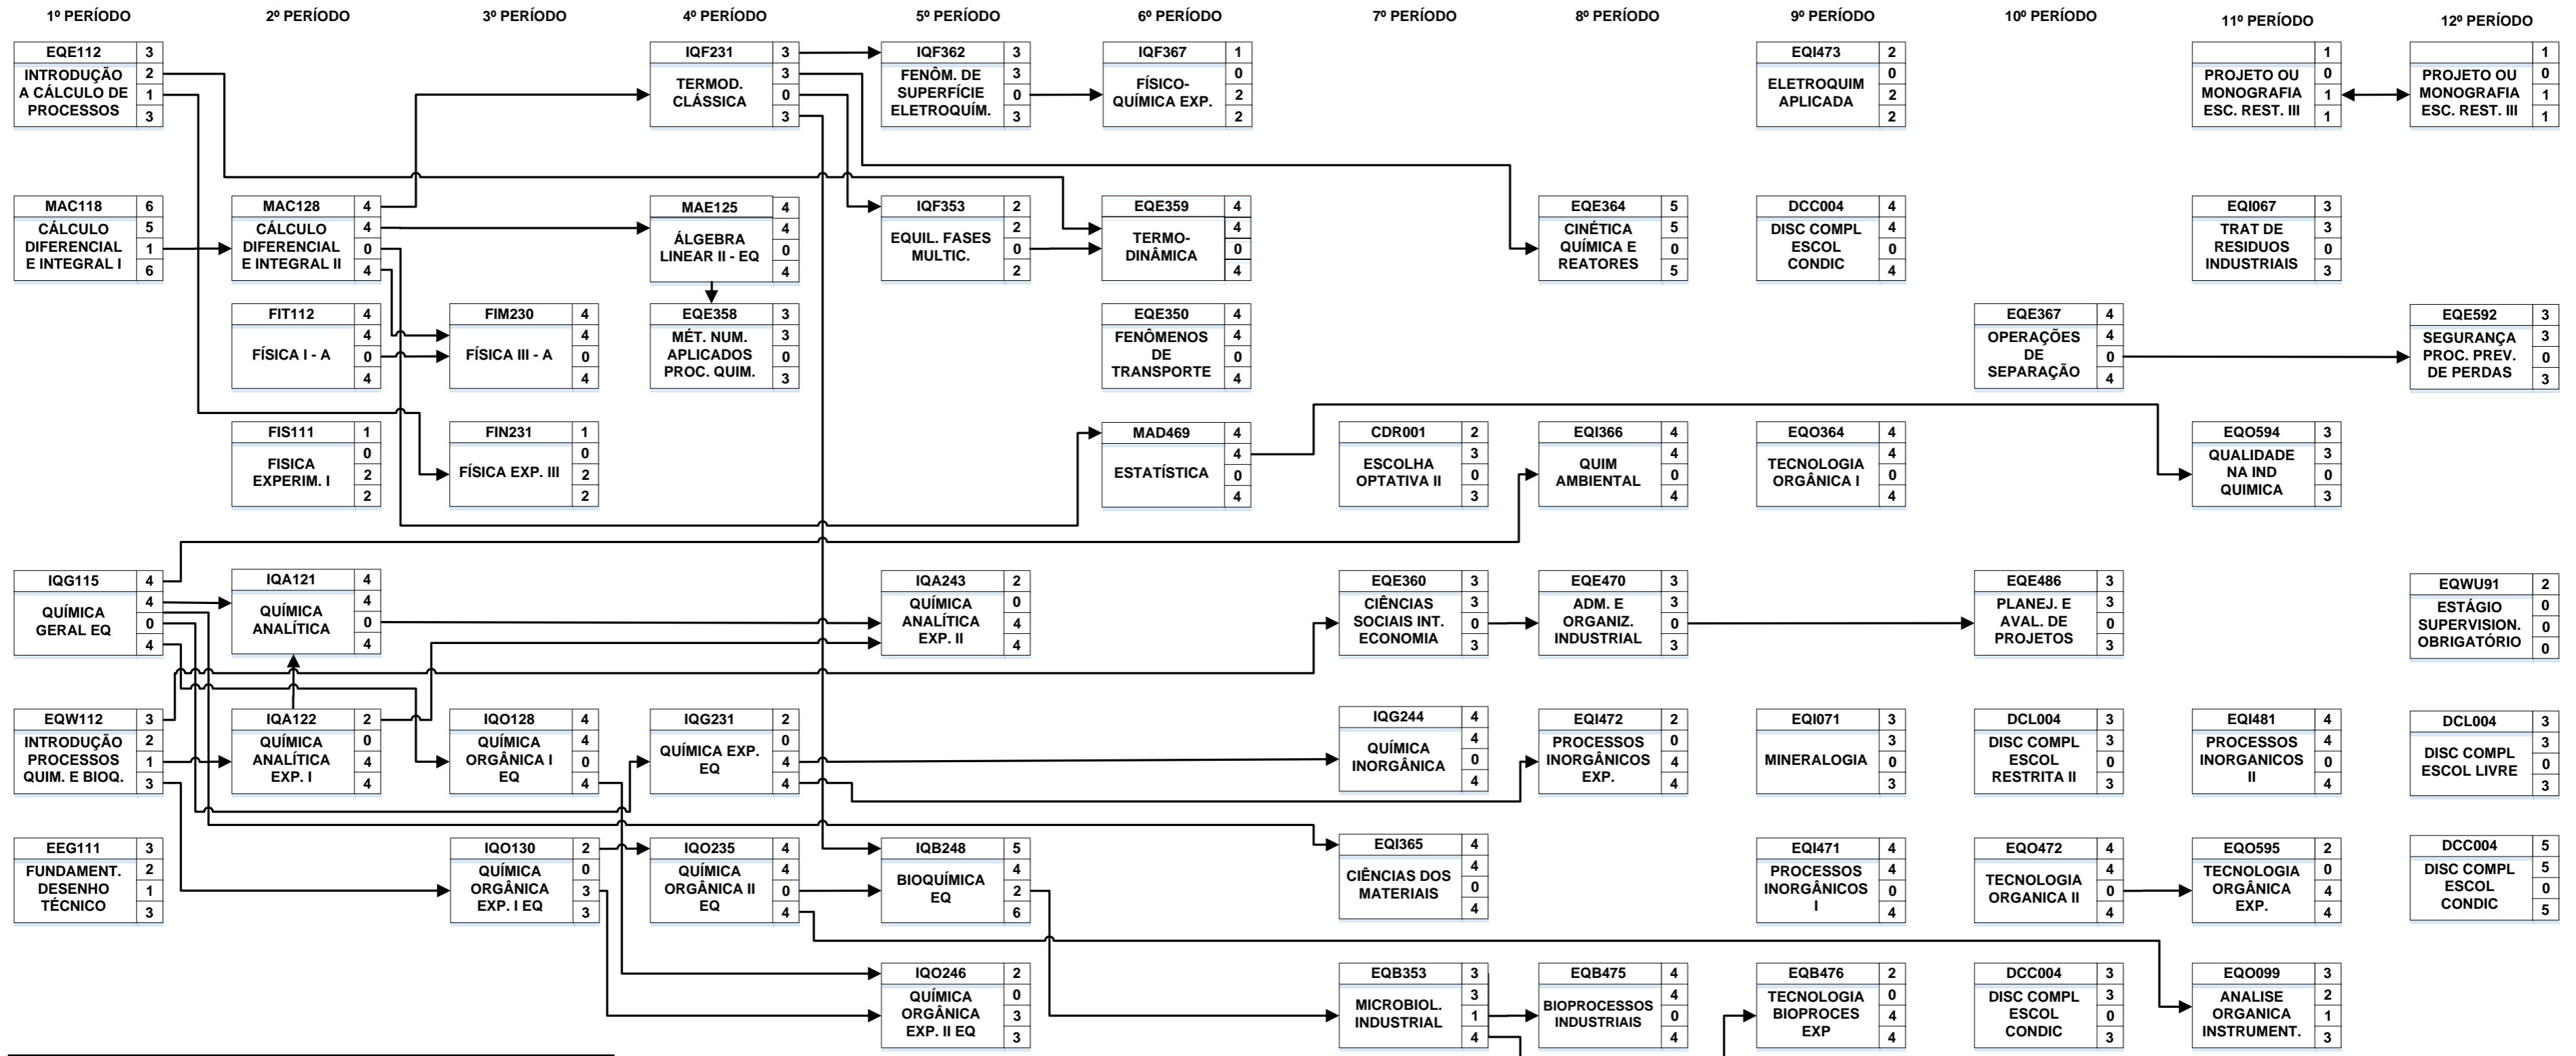 1º PERÍODO 2º PERÍODO 3º PERÍODO 4º PERÍODO 5º PERÍODO 6º PERÍODO 7º PERÍODO 8º PERÍODO 9º PERÍODO 10º PERÍODO 11º PERÍODO 12º PERÍODO
EQE112 3
INTRODUÇÃO 2
A CÁLCULO DE 1
PROCESSOS 3
IQF231 3
TERMOD. 3
CLÁSSICA 0
3
IQF362 3
FENÔM. DE 3
SUPERFÍCIE 0
ELETROQUÍM. 3
IQF367 1
FÍSICO- 0
QUÍMICA EXP. 2
2
EQI473 2
ELETROQUIM 0
APLICADA 2
2
1
PROJETO OU 0
MONOGRAFIA 1
ESC. REST. III 1
1
PROJETO OU 0
MONOGRAFIA 1
ESC. REST. III 1
MAC118 6
CÁLCULO 5
DIFERENCIAL 1
E INTEGRAL I 6
MAC128 4
CÁLCULO 4
DIFERENCIAL 0
E INTEGRAL II 4
MAE125 4
ÁLGEBRA 4
LINEAR II - EQ 0
4
IQF353 2
EQUIL. FASES 2
MULTIC. 0
2
EQE359 4
TERMO- 4
DINÂMICA 0
4
EQE364 5
CINÉTICA 5
QUÍMICA E 0
REATORES 5
DCC004 4
DISC COMPL 4
ESCOL 0
CONDIC 4
EQI067 3
TRAT DE 3
RESIDUOS 0
INDUSTRIAIS 3
FIT112 4
4
FÍSICA I - A 0
4
FIM230 4
4
FÍSICA III - A 0
4
EQE358 3
MÉT. NUM. 3
APLICADOS 0
PROC. QUIM. 3
EQE350 4
FENÔMENOS 4
DE 0
TRANSPORTE 4
EQE367 4
OPERAÇÕES 4
DE 0
SEPARAÇÃO 4
EQE592 3
SEGURANÇA 3
PROC. PREV. 0
DE PERDAS 3
FIS111 1
FISICA 0
EXPERIM. I 2
2
FIN231 1
0
FÍSICA EXP. III 2
2
MAD469 4
4
ESTATÍSTICA 0
4
CDR001 2
ESCOLHA 3
OPTATIVA II 0
3
EQI366 4
QUIM 4
AMBIENTAL 0
4
EQO364 4
TECNOLOGIA 4
ORGÂNICA I 0
4
EQO594 3
QUALIDADE 3
NA IND 0
QUIMICA 3
IQG115 4
QUÍMICA 4
GERAL EQ 0
4
IQA121 4
QUÍMICA 4
ANALÍTICA 0
4
IQA243 2
QUÍMICA 0
ANALÍTICA 4
EXP. II 4
EQE360 3
CIÊNCIAS 3
SOCIAIS INT. 0
ECONOMIA 3
EQE470 3
ADM. E 3
ORGANIZ. 0
INDUSTRIAL 3
EQE486 3
PLANEJ. E 3
AVAL. DE 0
PROJETOS 3
EQWU91 2
ESTÁGIO 0
SUPERVISION. 0
OBRIGATÓRIO 0
EQW112 3
INTRODUÇÃO 2
PROCESSOS 1
QUIM. E BIOQ. 3
IQA122 2
QUÍMICA 0
ANALÍTICA 4
EXP. I 4
IQO128 4
QUÍMICA 4
ORGÂNICA I 0
EQ 4
IQG231 2
QUÍMICA EXP. 0
EQ 4
4
IQG244 4
QUÍMICA 4
INORGÂNICA 0
4
EQI472 2
PROCESSOS 0
INORGÂNICOS 4
EXP. 4
EQI071 3
3
MINERALOGIA 0
3
DCL004 3
DISC COMPL 3
ESCOL 0
RESTRITA II 3
EQI481 4
PROCESSOS 4
INORGANICOS 0
II 4
DCL004 3
DISC COMPL 3
ESCOL LIVRE 0
3
EEG111 3
FUNDAMENT. 2
DESENHO 1
TÉCNICO 3
IQO130 2
QUÍMICA 0
ORGÂNICA 3
EXP. I EQ 3
IQO235 4
QUÍMICA 4
ORGÂNICA II 0
EQ 4
IQB248 5
BIOQUÍMICA 4
EQ 2
6
EQI365 4
CIÊNCIAS DOS 4
MATERIAIS 0
4
EQI471 4
PROCESSOS 4
INORGÂNICOS 0
I 4
EQO472 4
TECNOLOGIA 4
ORGANICA II 0
4
EQO595 2
TECNOLOGIA 0
ORGÂNICA 4
EXP. 4
DCC004 5
DISC COMPL 5
ESCOL 0
CONDIC 5
IQO246 2
QUÍMICA 0
ORGÂNICA 3
EXP. II EQ 3
EQB353 3
MICROBIOL. 3
INDUSTRIAL 1
4
EQB475 4
BIOPROCESSOS 4
INDUSTRIAIS 0
4
EQB476 2
TECNOLOGIA 0
BIOPROCES 4
EXP 4
DCC004 3
DISC COMPL 3
ESCOL 0
CONDIC 3
EQO099 3
ANALISE 2
ORGANICA 1
INSTRUMENT. 3